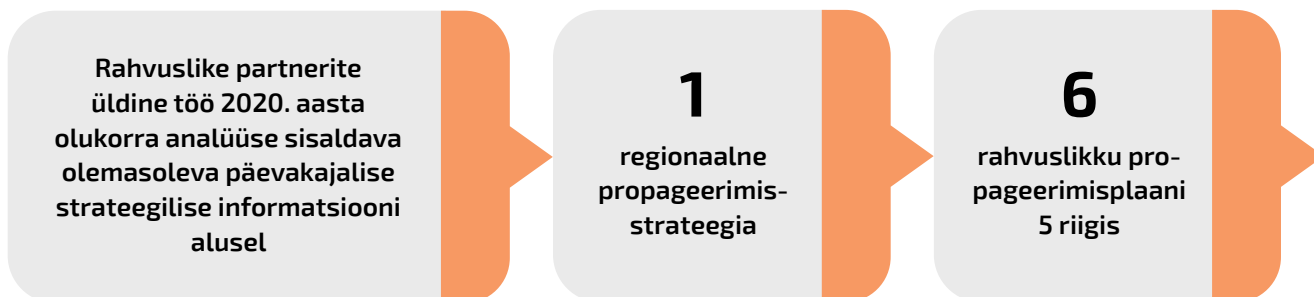 Rahvuslike partnerite
üldine töö 2020. aasta
olukorra analüüse sisaldava
olemasoleva päevakajalise
strateegilise informatsiooni
alusel
1
regionaalne
propageerimis-
strateegia
6
rahvuslikku pro-
pageerimisplaani
5 riigis